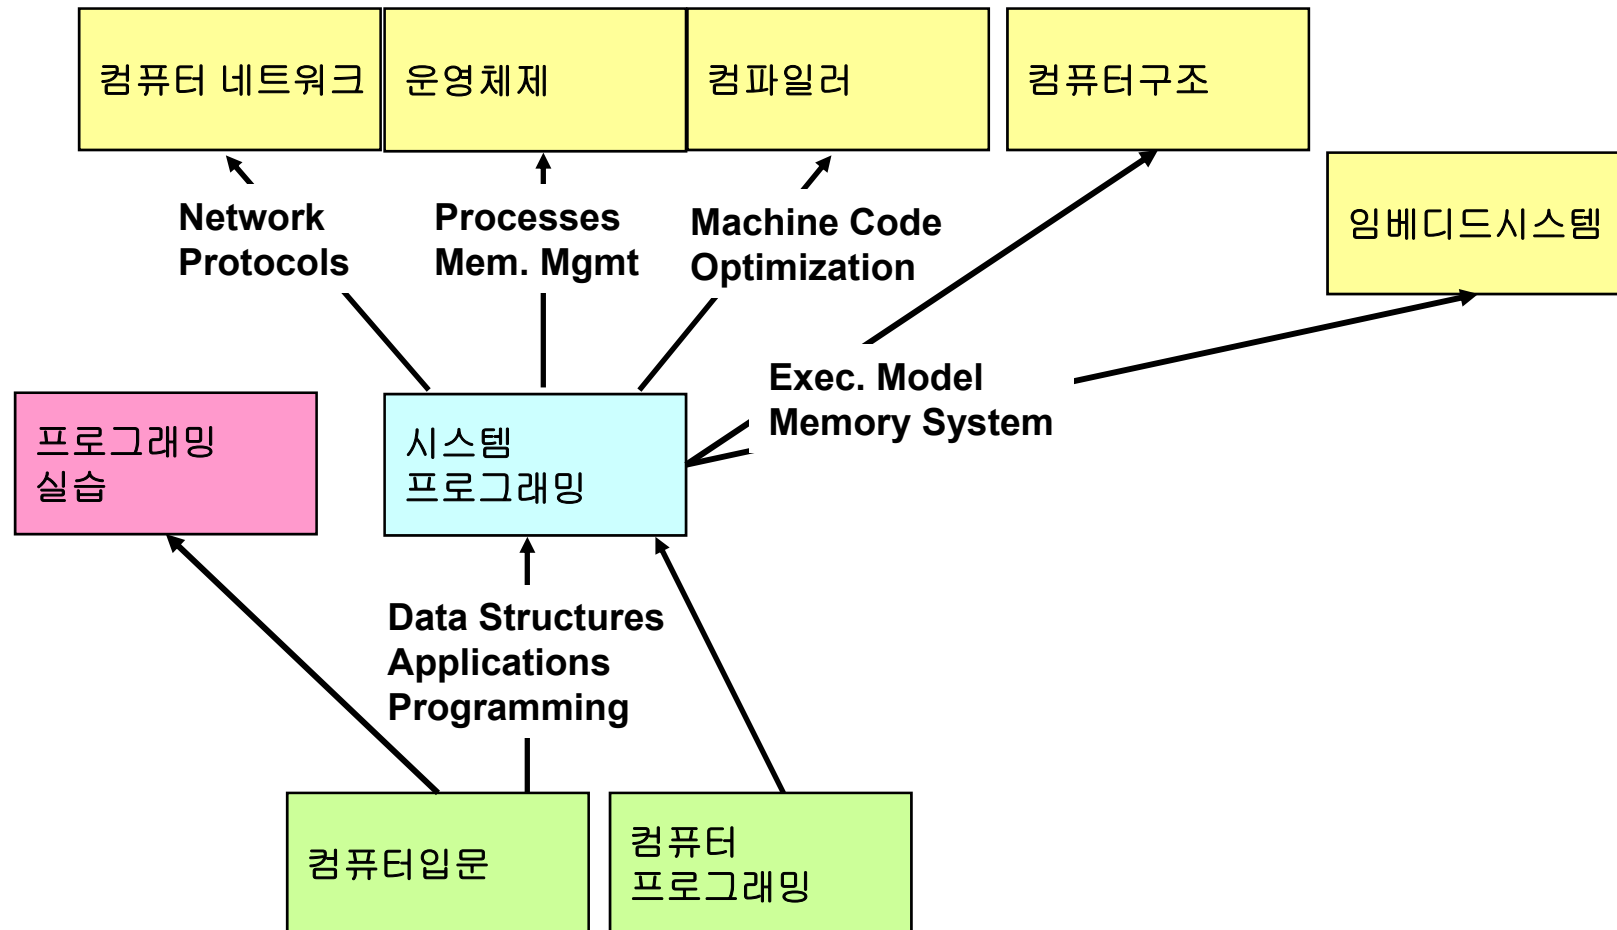 컴퓨터 네트워크
운영체제
컴파일러
컴퓨터구조
임베디드시스템
Network
Protocols
Processes
Mem. Mgmt
Machine Code
Optimization
Exec. Model
Memory System
프로그래밍
실습
시스템
프로그래밍
Data Structures
Applications
Programming
컴퓨터입문
컴퓨터
프로그래밍